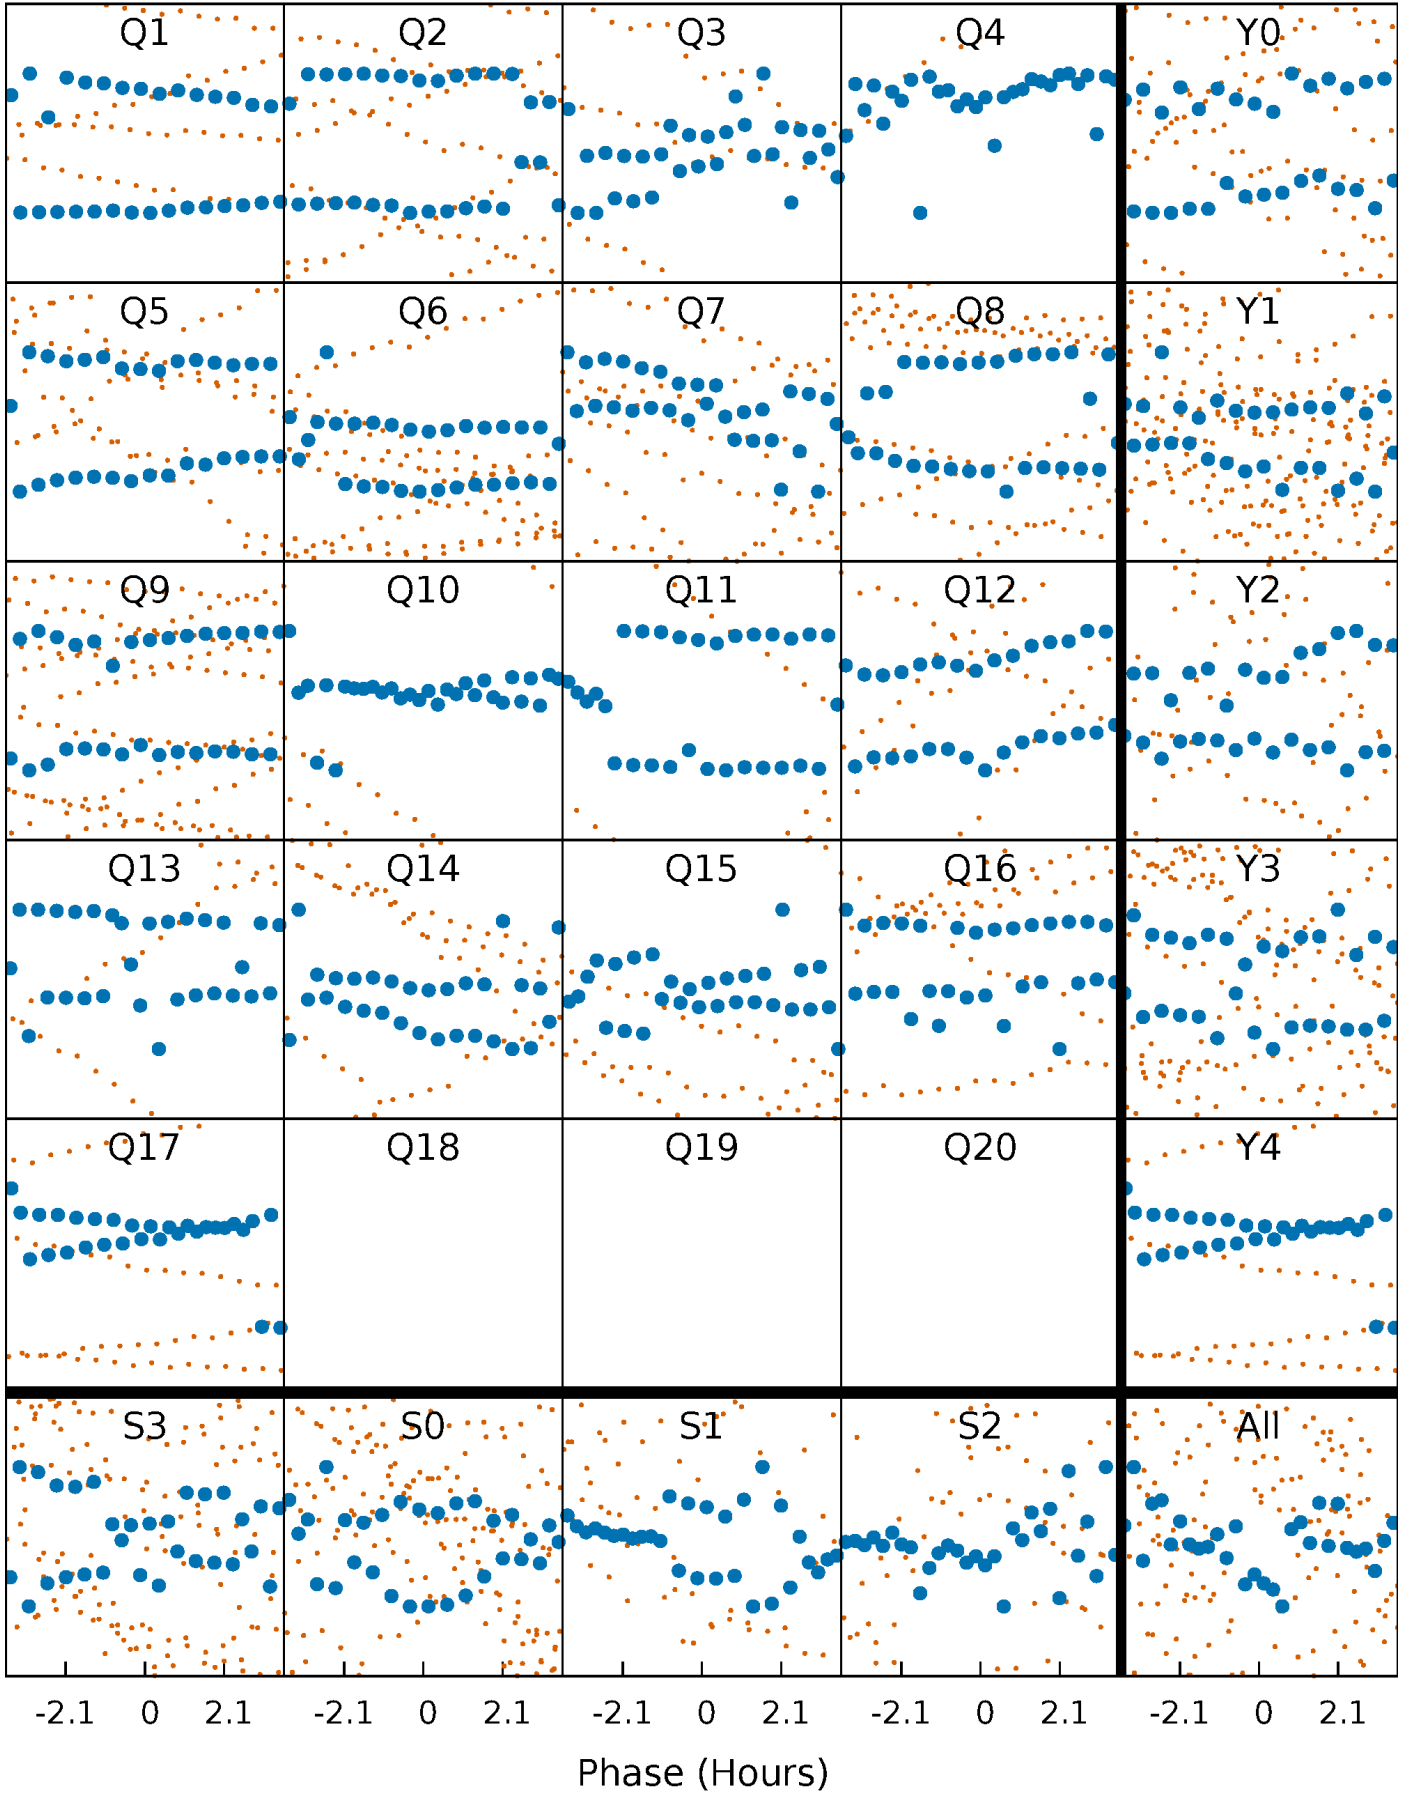 Q1 Q2 Q3 Q4 Y0
Q5 Q6 Q7 Q8 Y1
Q9 Q10 Q11 Q12 Y2
Q13 Q14 Q15 Q16 Y3
Q17 Q18 Q19 Q20 Y4
S3 S0 S1 S2 All
-2.1 0 2.1 -2.1 0 2.1 -2.1 0 2.1 -2.1 0 2.1 -2.1 0 2.1
Phase (Hours)